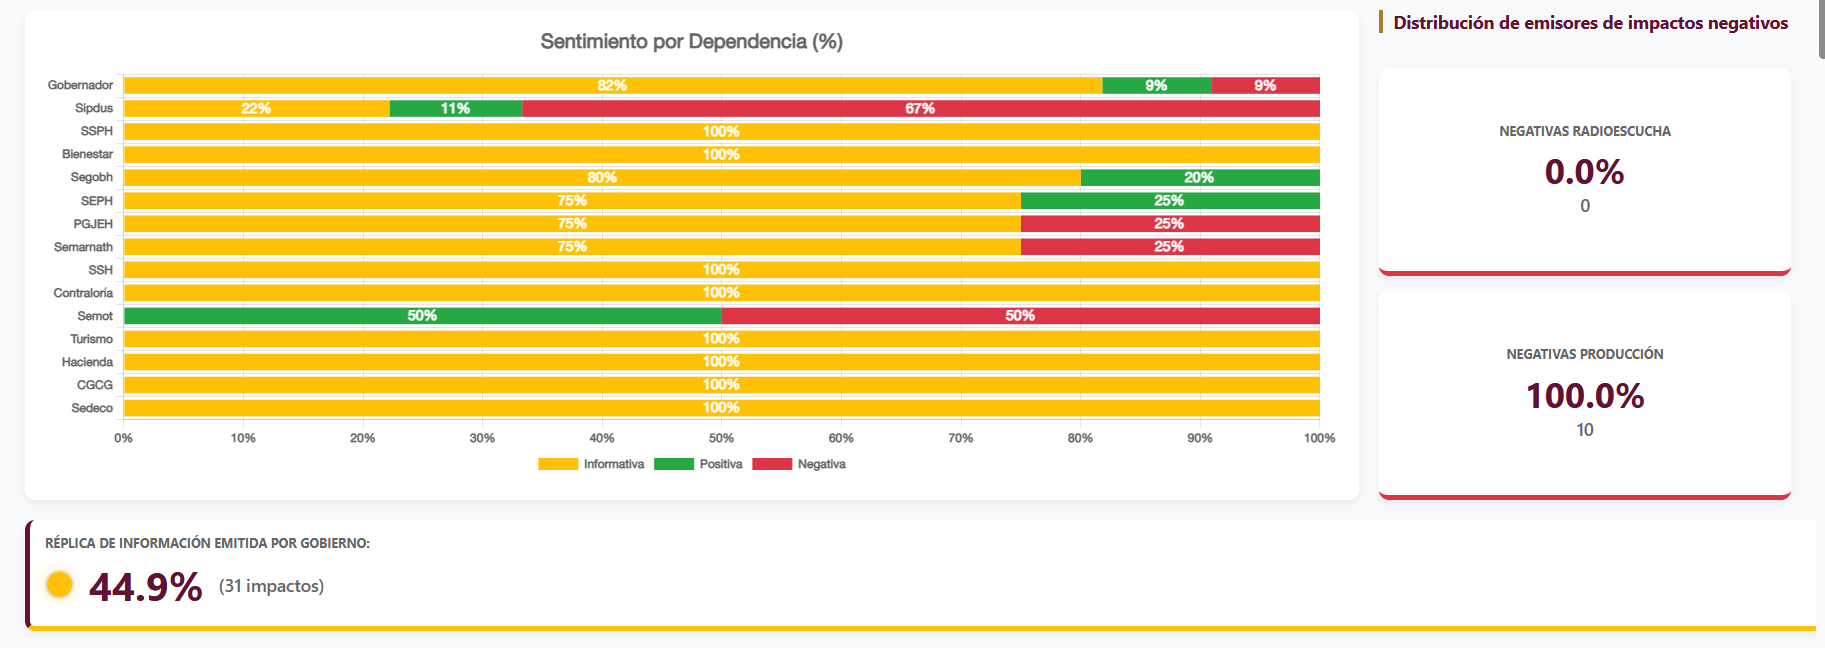 Sentimiento por Dependencia (%)
Gobernador 82% 9% 9%
Sipdus 22% 11% 67%
SSPH 100%
Bienestar 100%
Segobh 80% 20%
SEPH 75% 25%
PGJEH 75% 25%
Semarnath 75% 25%
SSH 100%
Contraloría 100%
Semot 50% 50%
Turismo 100%
Hacienda 100%
CGCG 100%
Sedeco 100%
0% 10% 20% 30% 40% 50% 60% 70% 80% 90% 100%
Informativa Positiva Negativa
Distribución de emisores de impactos negativos
NEGATIVAS RADIOESCUCHA
0.0%
0
NEGATIVAS PRODUCCIÓN
100.0%
10
RÉPLICA DE INFORMACIÓN EMITIDA POR GOBIERNO:
44.9% (31 impactos)